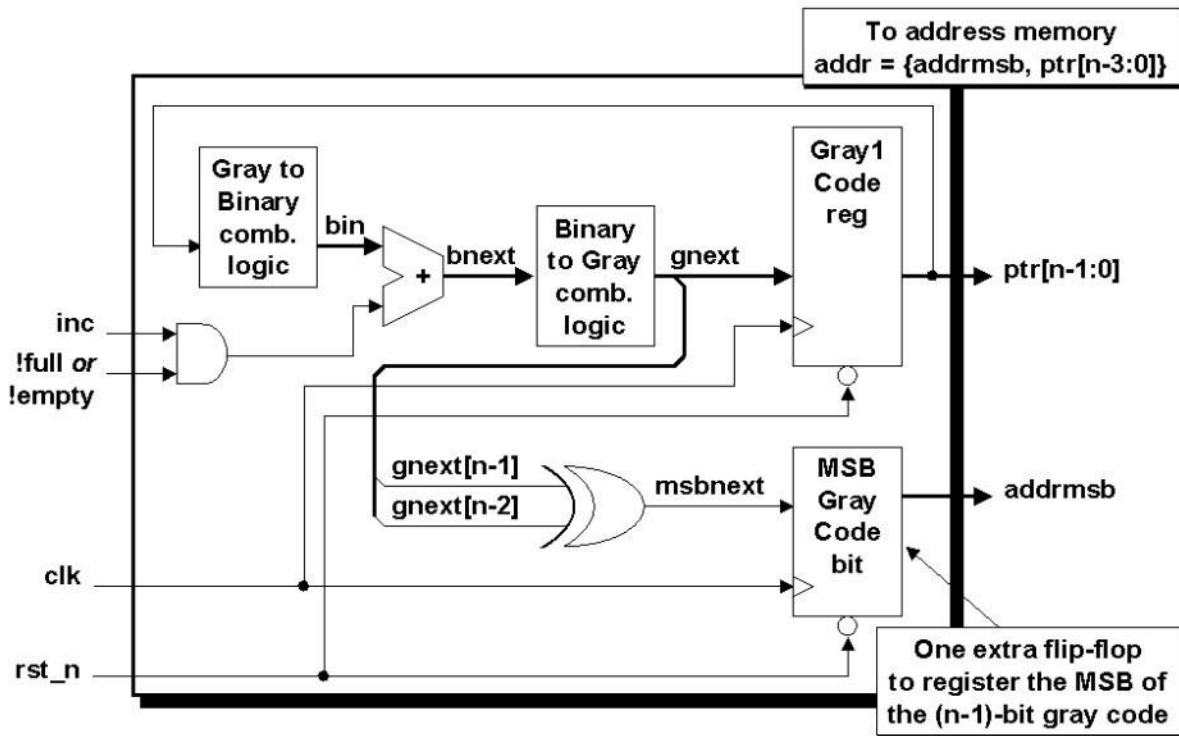 To address memory
addr = {addrmsb, ptr[n-3:0]}
Gray to
Binary
comb.
logic
bin
+
bnext
Binary
to Gray
comb.
logic
gnext
Gray1
Code
reg
ptr[n-1:0]
inc
!full or
!empty
gnext[n-1]
gnext[n-2]
msbnext
MSB
Gray
Code
bit
addrmsb
clk
rst_n
One extra flip-flop
to register the MSB of
the (n-1)-bit gray code